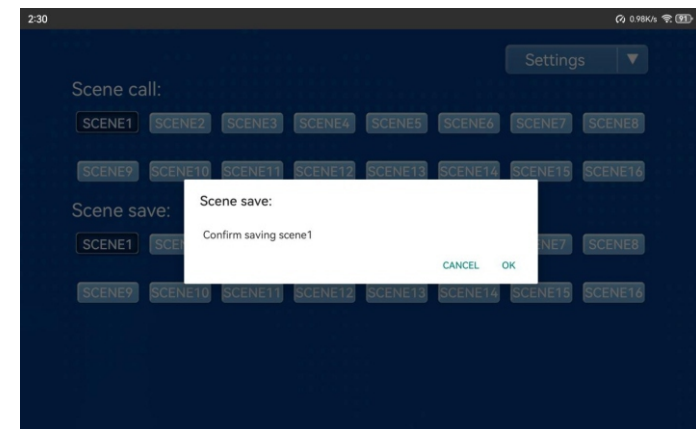 2:30 0.98K/s 91
Settings
Scene call:
SCENE1 SCENE2 SCENE3 SCENE4 SCENE5 SCENE6 SCENE7 SCENE8
SCENE9 SCENE10 SCENE11 SCENE12 SCENE13 SCENE14 SCENE15 SCENE16
Scene save:
Scene save:
Confirm saving scene1
CANCEL OK
SCENE1 SCENE8
SCENE9 SCENE10 SCENE11 SCENE12 SCENE13 SCENE14 SCENE15 SCENE16